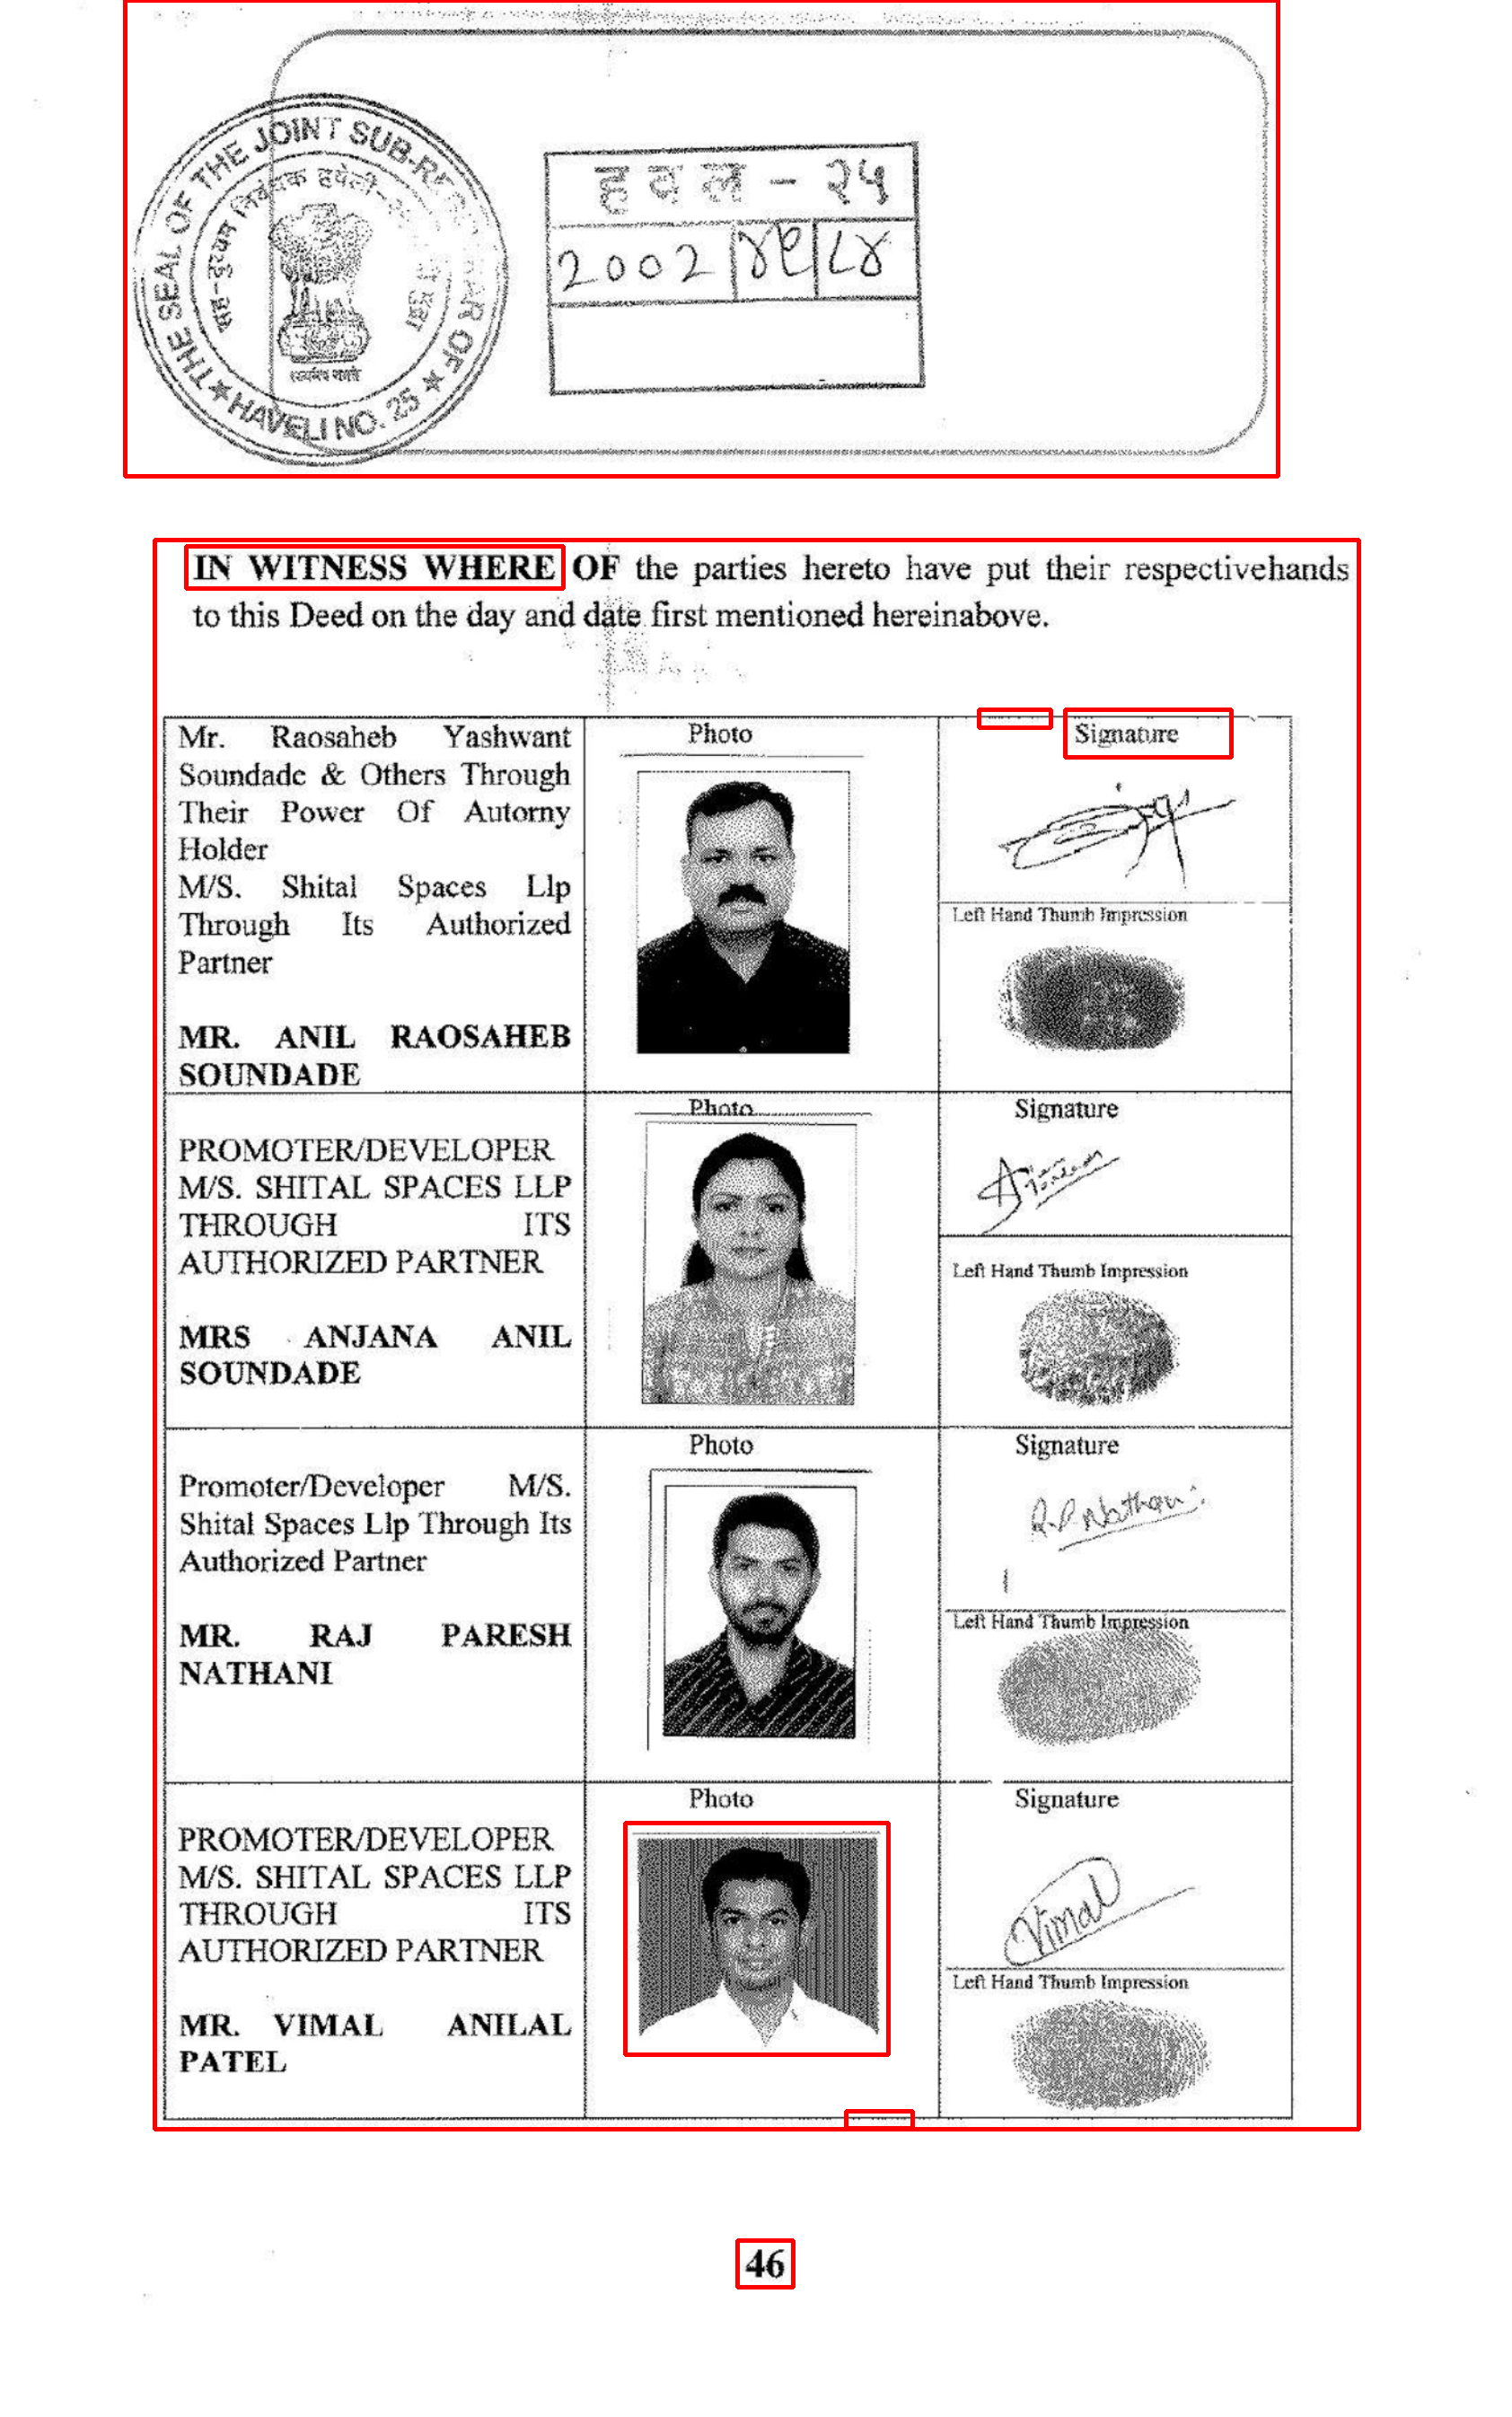 THE SEAL OF THE JOINT SUB-REGISTRAR OF
HAVELI NO. 25
सह-दुय्यम निबंधक हवेली-
सत्यमेव जयते
हवल - २५
2002 | ४९ | ८४
IN WITNESS WHERE OF the parties hereto have put their respectivehands
to this Deed on the day and date first mentioned hereinabove.
Mr. Raosaheb Yashwant
Soundade & Others Through
Their Power Of Autorny
Holder
M/S. Shital Spaces Llp
Through Its Authorized
Partner
MR. ANIL RAOSAHEB
SOUNDADE
Photo
Signature
Left Hand Thumb Impression
PROMOTER/DEVELOPER
M/S. SHITAL SPACES LLP
THROUGH ITS
AUTHORIZED PARTNER
MRS ANJANA ANIL
SOUNDADE
Photo
Signature
Left Hand Thumb Impression
Promoter/Developer M/S.
Shital Spaces Llp Through Its
Authorized Partner
MR. RAJ PARESH
NATHANI
Photo
Signature
R.P. Nathani
Left Hand Thumb Impression
PROMOTER/DEVELOPER
M/S. SHITAL SPACES LLP
THROUGH ITS
AUTHORIZED PARTNER
MR. VIMAL ANILAL
PATEL
Photo
Signature
Vimal
Left Hand Thumb Impression
46